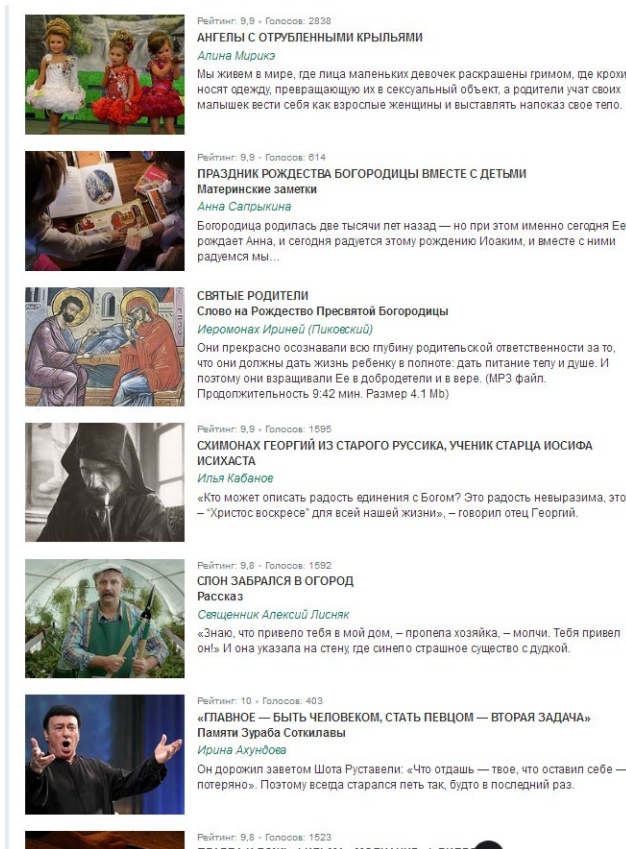 Рейтинг: 9,9 • Голосов: 2838
АНГЕЛЫ С ОТРУБЛЕННЫМИ КРЫЛЬЯМИ
Алина Мирикэ
Мы живем в мире, где лица маленьких девочек раскрашены гримом, где крохи
носят одежду, превращающую их в сексуальный объект, а родители учат своих
малышек вести себя как взрослые женщины и выставлять напоказ свое тело.
Рейтинг: 9,9 • Голосов: 614
ПРАЗДНИК РОЖДЕСТВА БОГОРОДИЦЫ ВМЕСТЕ С ДЕТЬМИ
Материнские заметки
Анна Сапрыкина
Богородица родилась две тысячи лет назад — но при этом именно сегодня Ее
рождает Анна, и сегодня радуется этому рождению Иоаким, и вместе с ними
радуемся мы…
СВЯТЫЕ РОДИТЕЛИ
Слово на Рождество Пресвятой Богородицы
Иеромонах Ириней (Пиковский)
Они прекрасно осознавали всю глубину родительской ответственности за то,
что они должны дать жизнь ребенку в полноте: дать питание телу и душе. И
поэтому они взращивали Ее в добродетели и в вере. (MP3 файл.
Продолжительность 9:42 мин. Размер 4.1 Mb)
Рейтинг: 9,9 • Голосов: 1595
СХИМОНАХ ГЕОРГИЙ ИЗ СТАРОГО РУССИКА, УЧЕНИК СТАРЦА ИОСИФА
ИСИХАСТА
Илья Кабанов
«Кто может описать радость единения с Богом? Это радость невыразима, это
– “Христос воскресе” для всей нашей жизни», – говорил отец Георгий.
Рейтинг: 9,8 • Голосов: 1592
СЛОН ЗАБРАЛСЯ В ОГОРОД
Рассказ
Священник Алексий Лисняк
«Знаю, что привело тебя в мой дом, – пропела хозяйка, – молчи. Тебя привел
он!» И она указала на стену, где синело страшное существо с дудкой.
Рейтинг: 10 • Голосов: 403
«ГЛАВНОЕ — БЫТЬ ЧЕЛОВЕКОМ, СТАТЬ ПЕВЦОМ — ВТОРАЯ ЗАДАЧА»
Памяти Зураба Соткилавы
Ирина Ахундова
Он дорожил заветом Шота Руставели: «Что отдашь — твое, что оставил себе —
потеряно». Поэтому всегда старался петь так, будто в последний раз.
Рейтинг: 9,8 • Голосов: 1523